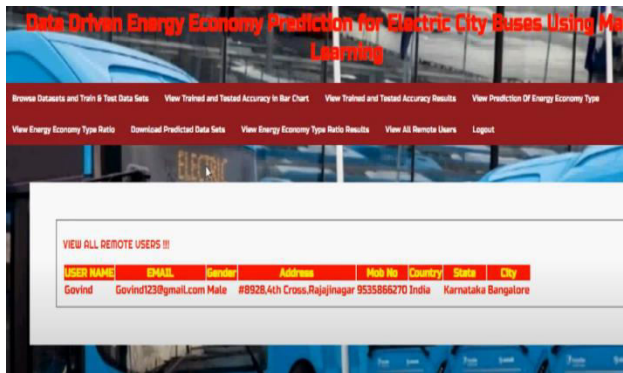 Data Driven Energy Economy Prediction for Electric City Buses Using Ma
Learning
Browse Datasets and Train & Test Data Sets View Trained and Tested Accuracy in Bar Chart View Trained and Tested Accuracy Results View Prediction Of Energy Economy Type
View Energy Economy Type Ratio Download Predicted Data Sets View Energy Economy Type Ratio Results View All Remote Users Logout
ELECTRIC
VIEW ALL REMOTE USERS !!!
USER NAME EMAIL Gender Address Mob No Country State City
Govind Govind123@gmail.com Male #8928,4th Cross,Rajajinagar 9535866270 India Karnataka Bangalore